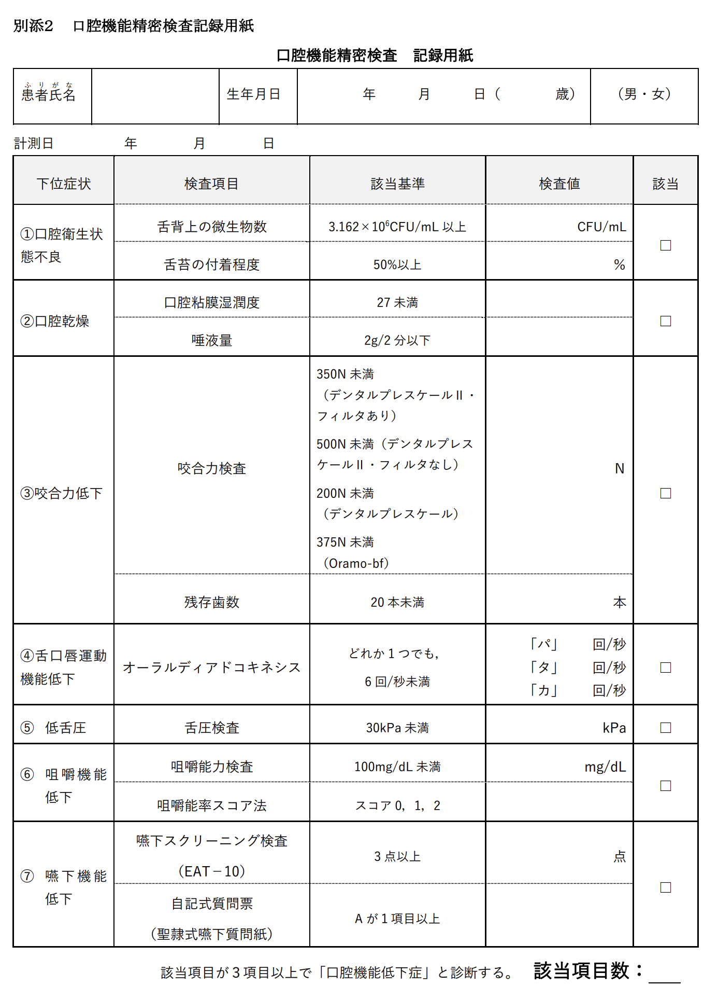 別添2　口腔機能精密検査記録用紙
口腔機能精密検査　記録用紙
ふりがな
患者氏名　生年月日　年　月　日（　歳）　（男・女）
計測日　年　月　日
下位症状　検査項目　該当基準　検査値　該当
①口腔衛生状
態不良
舌背上の微生物数　3.162×10⁶CFU/mL 以上　CFU/mL
□
舌苔の付着程度　50%以上　%
②口腔乾燥
口腔粘膜湿潤度　27 未満
□
唾液量　2g/2 分以下
③咬合力低下
咬合力検査
350N 未満
（デンタルプレスケールⅡ・
フィルタあり）
500N 未満（デンタルプレス
ケールⅡ・フィルタなし）
200N 未満
（デンタルプレスケール）
375N 未満
（Oramo-bf）
N
□
残存歯数　20 本未満　本
④舌口唇運動
機能低下
オーラルディアドコキネシス
どれか 1 つでも，
6 回/秒未満
「パ」　回/秒
「タ」　回/秒
「カ」　回/秒
□
⑤　低舌圧　舌圧検査　30kPa 未満　kPa　□
⑥　咀嚼機能
低下
咀嚼能力検査　100mg/dL 未満　mg/dL
□
咀嚼能率スコア法　スコア 0，1，2
⑦　嚥下機能
低下
嚥下スクリーニング検査
（EAT－10）
3 点以上　点
□
自記式質問票
（聖隷式嚥下質問紙）
A が 1 項目以上
該当項目が 3 項目以上で「口腔機能低下症」と診断する。　該当項目数：